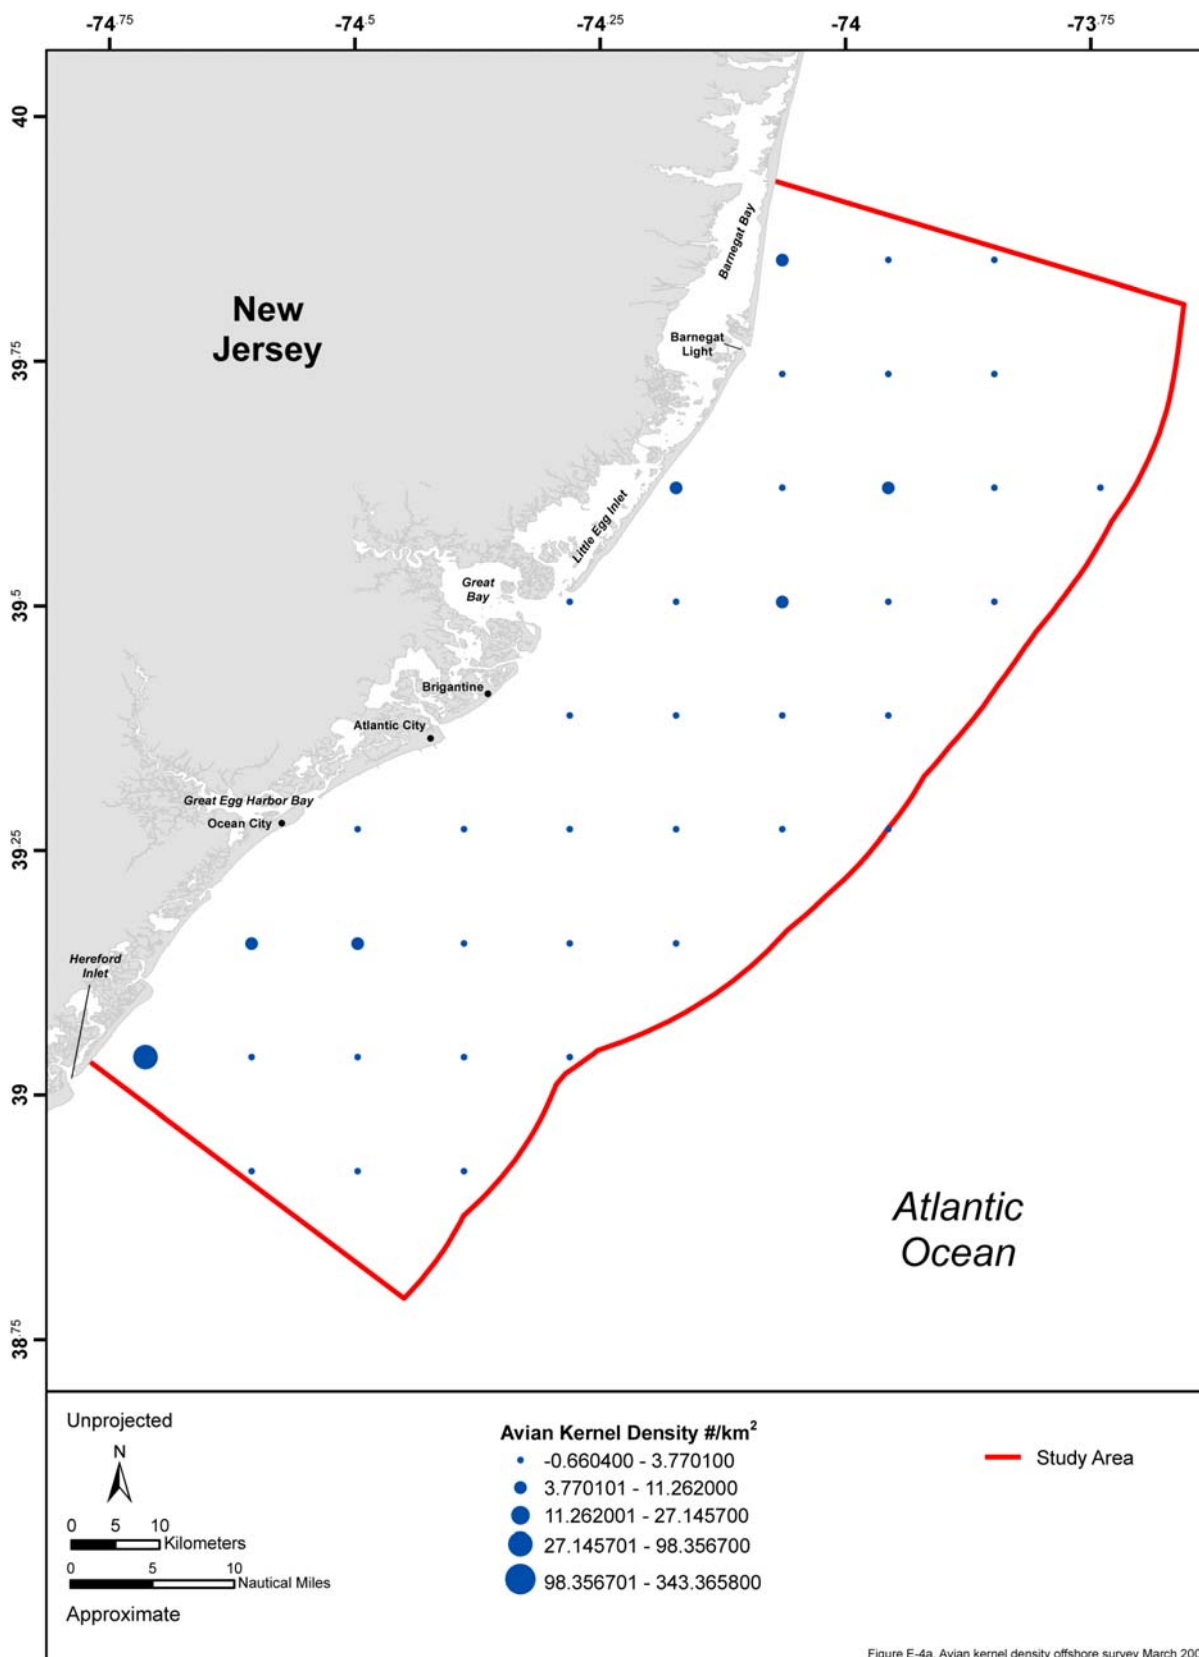 -74.75 -74.5 -74.25 -74 -73.75
40
39.75
39.5
39.25
39
38.75
New
Jersey
Barnegat Bay
Barnegat
Light
Little Egg Inlet
Great
Bay
Brigantine
Atlantic City
Great Egg Harbor Bay
Ocean City
Hereford
Inlet
Atlantic
Ocean
Unprojected
N
0 5 10
Kilometers
0 5 10
Nautical Miles
Approximate
Avian Kernel Density #/km²
-0.660400 - 3.770100
3.770101 - 11.262000
11.262001 - 27.145700
27.145701 - 98.356700
98.356701 - 343.365800
Study Area
Figure E-4a. Avian kernel density offshore survey March 200